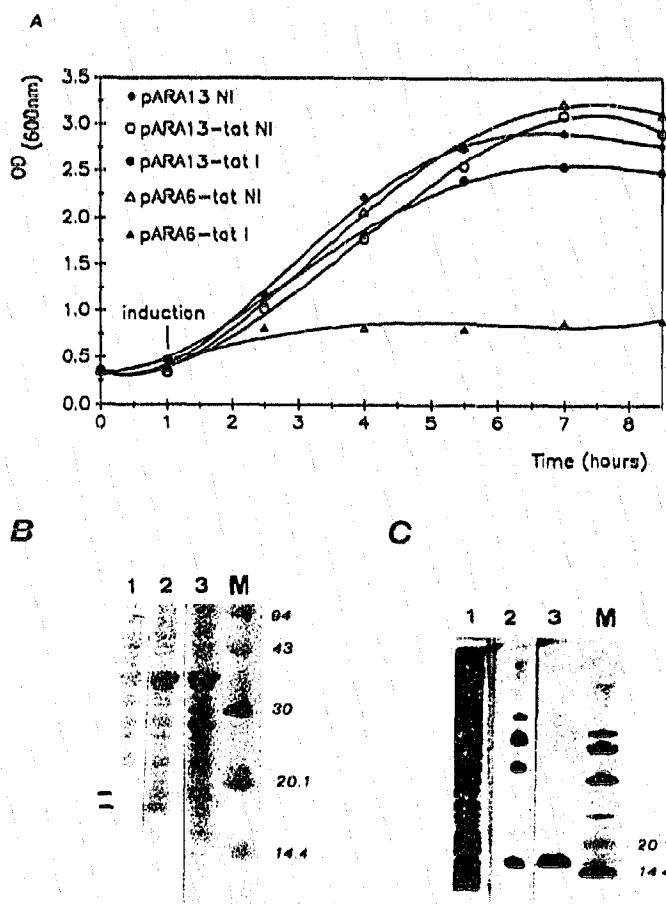 A
OD (600nm)
3.5
3.0
2.5
2.0
1.5
1.0
0.5
0.0
pARA13 NI
pARA13-tat NI
pARA13-tat I
pARA6-tat NI
pARA6-tat I
induction
0 1 2 3 4 5 6 7 8
Time (hours)
B
1 2 3 M
94
43
30
20.1
14.4
C
1 2 3 M
20
14.4